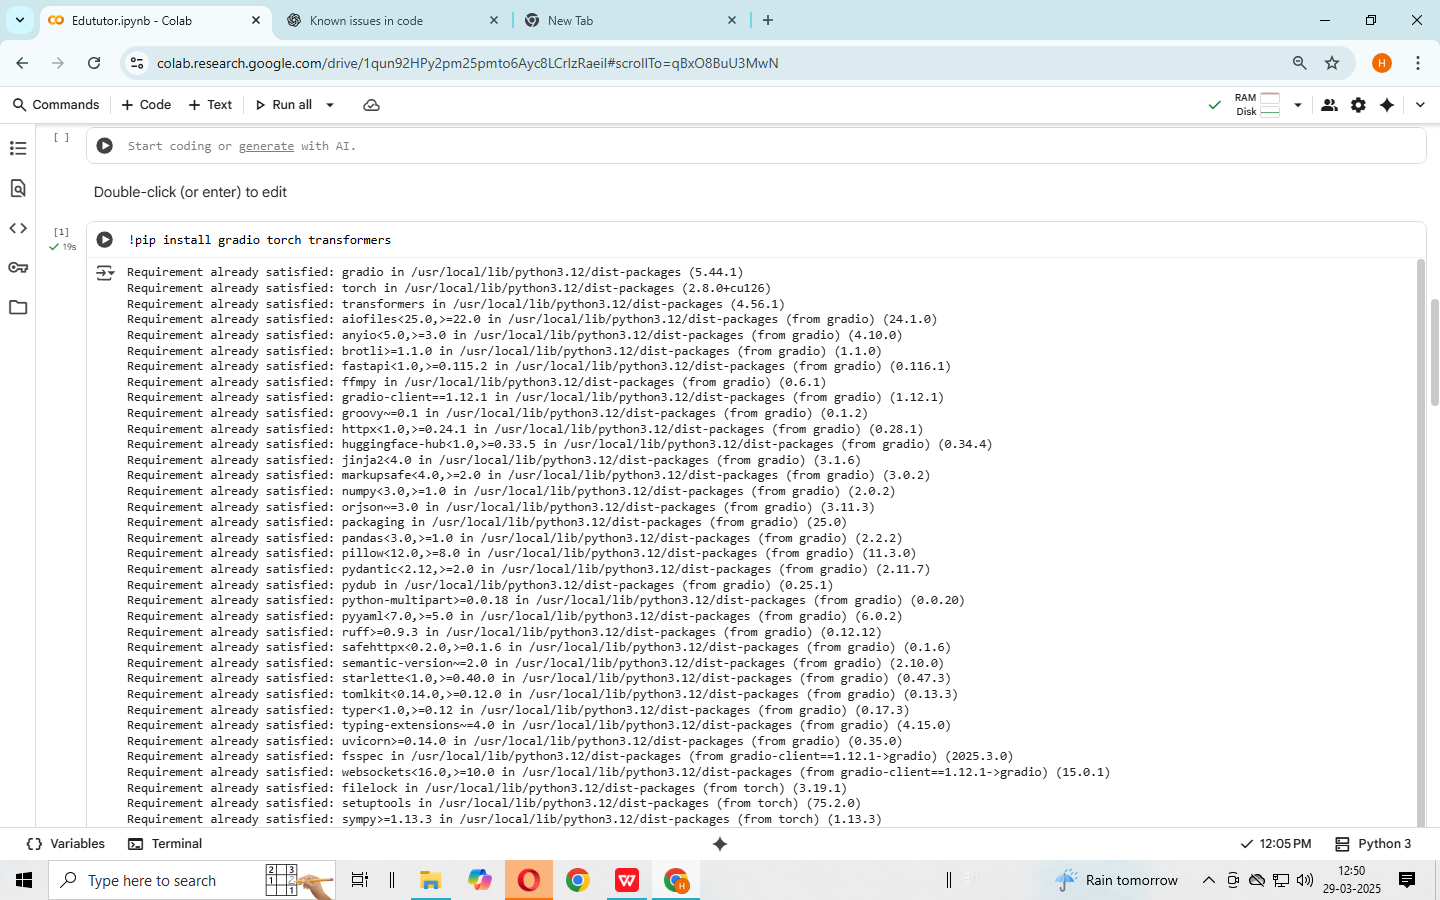 Edututor.ipynb - Colab
Known issues in code
New Tab
colab.research.google.com/drive/1qun92HPy2pm25pmto6Ayc8LCrIzRaeiI#scrollTo=qBxO8BuU3MwN
H
Commands
+ Code
+ Text
Run all
RAM
Disk
[ ]
Start coding or generate with AI.
Double-click (or enter) to edit
[1]
19s
!pip install gradio torch transformers
Requirement already satisfied: gradio in /usr/local/lib/python3.12/dist-packages (5.44.1)
Requirement already satisfied: torch in /usr/local/lib/python3.12/dist-packages (2.8.0+cu126)
Requirement already satisfied: transformers in /usr/local/lib/python3.12/dist-packages (4.56.1)
Requirement already satisfied: aiofiles<25.0,>=22.0 in /usr/local/lib/python3.12/dist-packages (from gradio) (24.1.0)
Requirement already satisfied: anyio<5.0,>=3.0 in /usr/local/lib/python3.12/dist-packages (from gradio) (4.10.0)
Requirement already satisfied: brotli>=1.1.0 in /usr/local/lib/python3.12/dist-packages (from gradio) (1.1.0)
Requirement already satisfied: fastapi<1.0,>=0.115.2 in /usr/local/lib/python3.12/dist-packages (from gradio) (0.116.1)
Requirement already satisfied: ffmpy in /usr/local/lib/python3.12/dist-packages (from gradio) (0.6.1)
Requirement already satisfied: gradio-client==1.12.1 in /usr/local/lib/python3.12/dist-packages (from gradio) (1.12.1)
Requirement already satisfied: groovy~=0.1 in /usr/local/lib/python3.12/dist-packages (from gradio) (0.1.2)
Requirement already satisfied: httpx<1.0,>=0.24.1 in /usr/local/lib/python3.12/dist-packages (from gradio) (0.28.1)
Requirement already satisfied: huggingface-hub<1.0,>=0.33.5 in /usr/local/lib/python3.12/dist-packages (from gradio) (0.34.4)
Requirement already satisfied: jinja2<4.0 in /usr/local/lib/python3.12/dist-packages (from gradio) (3.1.6)
Requirement already satisfied: markupsafe<4.0,>=2.0 in /usr/local/lib/python3.12/dist-packages (from gradio) (3.0.2)
Requirement already satisfied: numpy<3.0,>=1.0 in /usr/local/lib/python3.12/dist-packages (from gradio) (2.0.2)
Requirement already satisfied: orjson~=3.0 in /usr/local/lib/python3.12/dist-packages (from gradio) (3.11.3)
Requirement already satisfied: packaging in /usr/local/lib/python3.12/dist-packages (from gradio) (25.0)
Requirement already satisfied: pandas<3.0,>=1.0 in /usr/local/lib/python3.12/dist-packages (from gradio) (2.2.2)
Requirement already satisfied: pillow<12.0,>=8.0 in /usr/local/lib/python3.12/dist-packages (from gradio) (11.3.0)
Requirement already satisfied: pydantic<2.12,>=2.0 in /usr/local/lib/python3.12/dist-packages (from gradio) (2.11.7)
Requirement already satisfied: pydub in /usr/local/lib/python3.12/dist-packages (from gradio) (0.25.1)
Requirement already satisfied: python-multipart>=0.0.18 in /usr/local/lib/python3.12/dist-packages (from gradio) (0.0.20)
Requirement already satisfied: pyyaml<7.0,>=5.0 in /usr/local/lib/python3.12/dist-packages (from gradio) (6.0.2)
Requirement already satisfied: ruff>=0.9.3 in /usr/local/lib/python3.12/dist-packages (from gradio) (0.12.12)
Requirement already satisfied: safehttpx<0.2.0,>=0.1.6 in /usr/local/lib/python3.12/dist-packages (from gradio) (0.1.6)
Requirement already satisfied: semantic-version~=2.0 in /usr/local/lib/python3.12/dist-packages (from gradio) (2.10.0)
Requirement already satisfied: starlette<1.0,>=0.40.0 in /usr/local/lib/python3.12/dist-packages (from gradio) (0.47.3)
Requirement already satisfied: tomlkit<0.14.0,>=0.12.0 in /usr/local/lib/python3.12/dist-packages (from gradio) (0.13.3)
Requirement already satisfied: typer<1.0,>=0.12 in /usr/local/lib/python3.12/dist-packages (from gradio) (0.17.3)
Requirement already satisfied: typing-extensions~=4.0 in /usr/local/lib/python3.12/dist-packages (from gradio) (4.15.0)
Requirement already satisfied: uvicorn>=0.14.0 in /usr/local/lib/python3.12/dist-packages (from gradio) (0.35.0)
Requirement already satisfied: fsspec in /usr/local/lib/python3.12/dist-packages (from gradio-client==1.12.1->gradio) (2025.3.0)
Requirement already satisfied: websockets<16.0,>=10.0 in /usr/local/lib/python3.12/dist-packages (from gradio-client==1.12.1->gradio) (15.0.1)
Requirement already satisfied: filelock in /usr/local/lib/python3.12/dist-packages (from torch) (3.19.1)
Requirement already satisfied: setuptools in /usr/local/lib/python3.12/dist-packages (from torch) (75.2.0)
Requirement already satisfied: sympy>=1.13.3 in /usr/local/lib/python3.12/dist-packages (from torch) (1.13.3)
Variables
Terminal
12:05 PM
Python 3
Type here to search
Rain tomorrow
12:50
29-03-2025